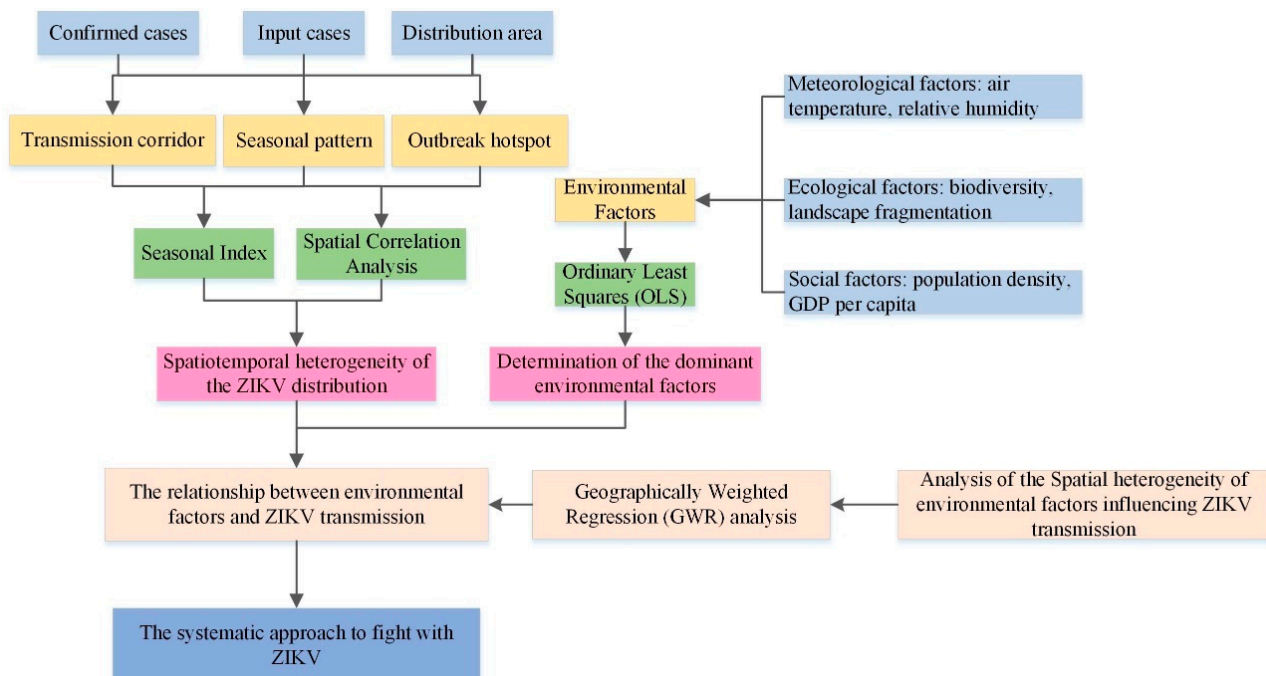 Confirmed cases
Input cases
Distribution area
Transmission corridor
Seasonal pattern
Outbreak hotspot
Seasonal Index
Spatial Correlation
Analysis
Spatiotemporal heterogeneity of
the ZIKV distribution
Meteorological factors: air
temperature, relative humidity
Ecological factors: biodiversity,
landscape fragmentation
Social factors: population density,
GDP per capita
Environmental
Factors
Ordinary Least
Squares (OLS)
Determination of the dominant
environmental factors
The relationship between environmental
factors and ZIKV transmission
Geographically Weighted
Regression (GWR) analysis
Analysis of the Spatial heterogeneity of
environmental factors influencing ZIKV
transmission
The systematic approach to fight with
ZIKV